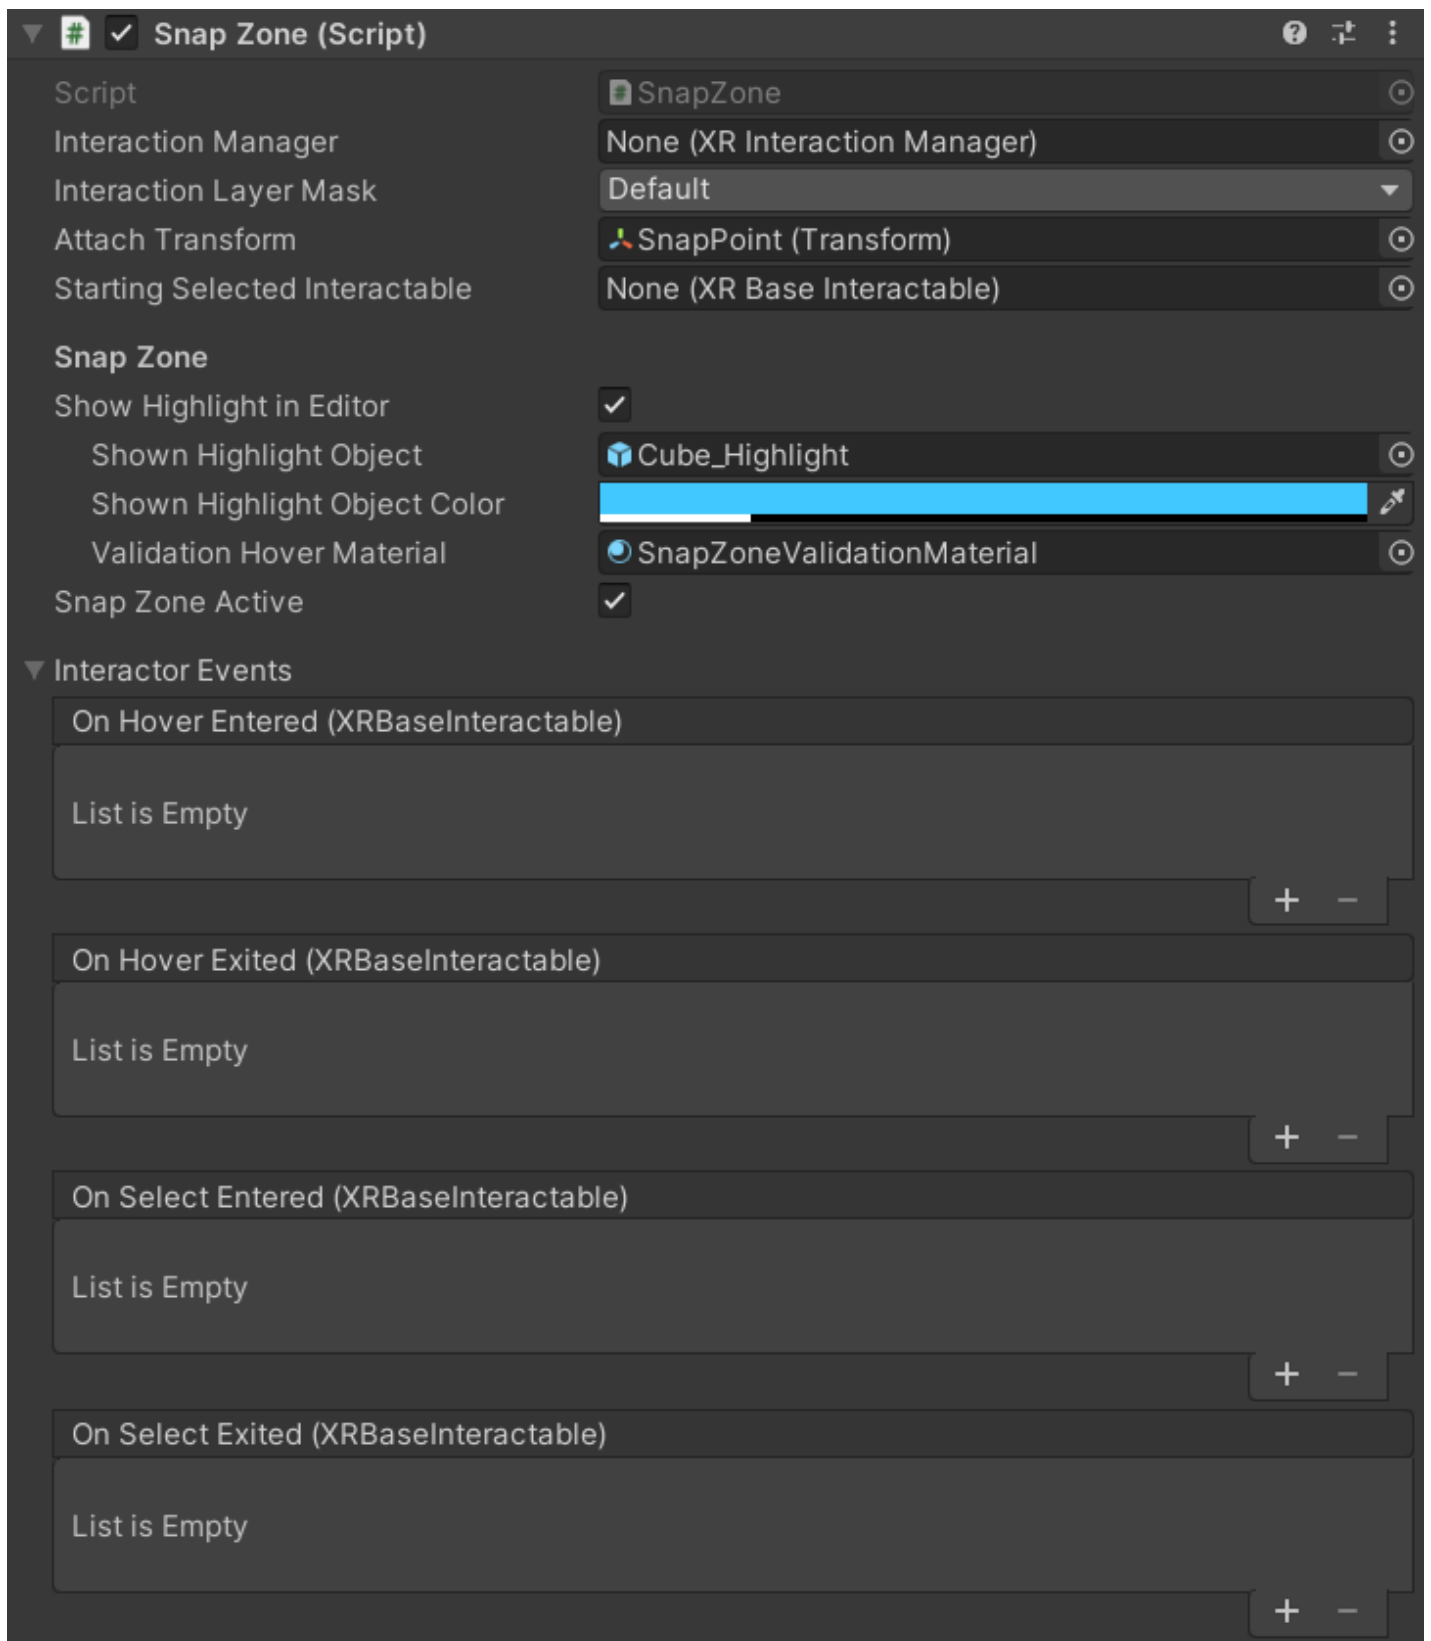 Snap Zone (Script)
Script
SnapZone
Interaction Manager
None (XR Interaction Manager)
Interaction Layer Mask
Default
Attach Transform
SnapPoint (Transform)
Starting Selected Interactable
None (XR Base Interactable)
Snap Zone
Show Highlight in Editor
Shown Highlight Object
Cube_Highlight
Shown Highlight Object Color
Validation Hover Material
SnapZoneValidationMaterial
Snap Zone Active
Interactor Events
On Hover Entered (XRBaseInteractable)
List is Empty
On Hover Exited (XRBaseInteractable)
List is Empty
On Select Entered (XRBaseInteractable)
List is Empty
On Select Exited (XRBaseInteractable)
List is Empty